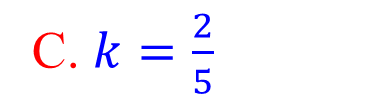 C. k = 2/5